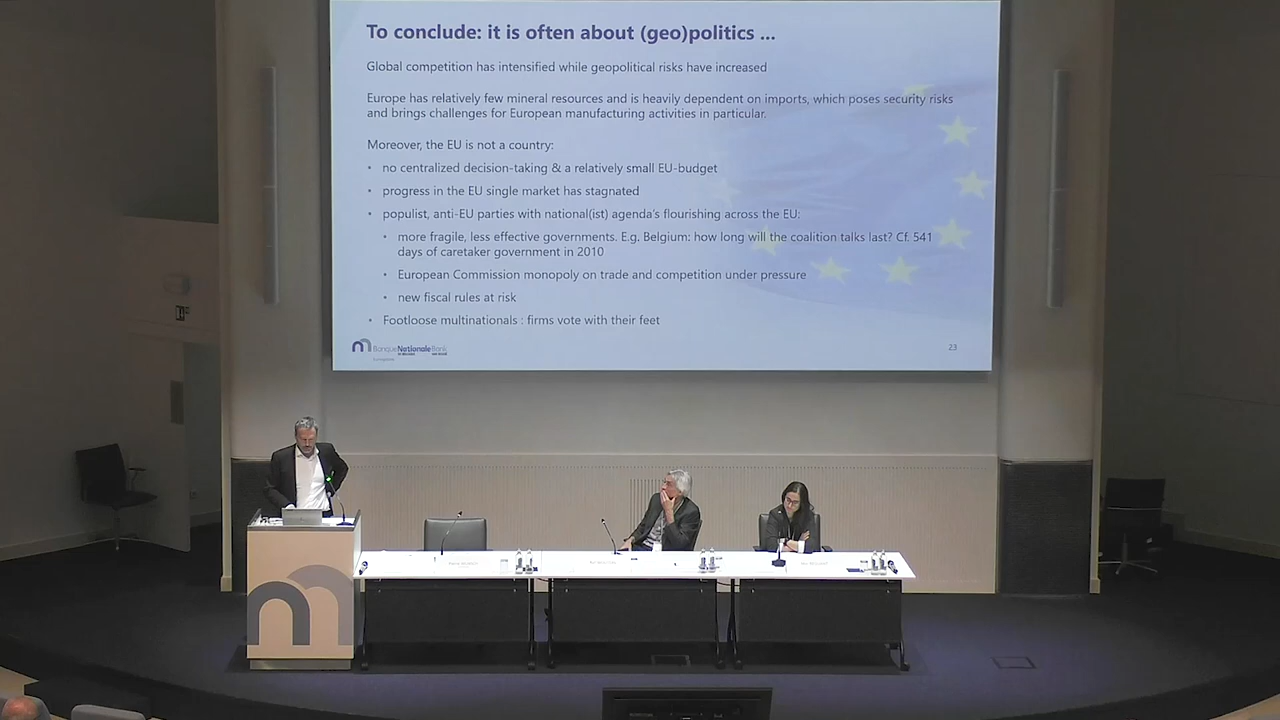 To conclude: it is often about (geo)politics ...
Global competition has intensified while geopolitical risks have increased
Europe has relatively few mineral resources and is heavily dependent on imports, which poses security risks
and brings challenges for European manufacturing activities in particular.
Moreover, the EU is not a country:
• no centralized decision-taking & a relatively small EU-budget
• progress in the EU single market has stagnated
• populist, anti-EU parties with national(ist) agenda's flourishing across the EU:
• more fragile, less effective governments. E.g. Belgium: how long will the coalition talks last? Cf. 541
days of caretaker government in 2010
• European Commission monopoly on trade and competition under pressure
• new fiscal rules at risk
• Footloose multinationals : firms vote with their feet
BanqueNationaleBank
23